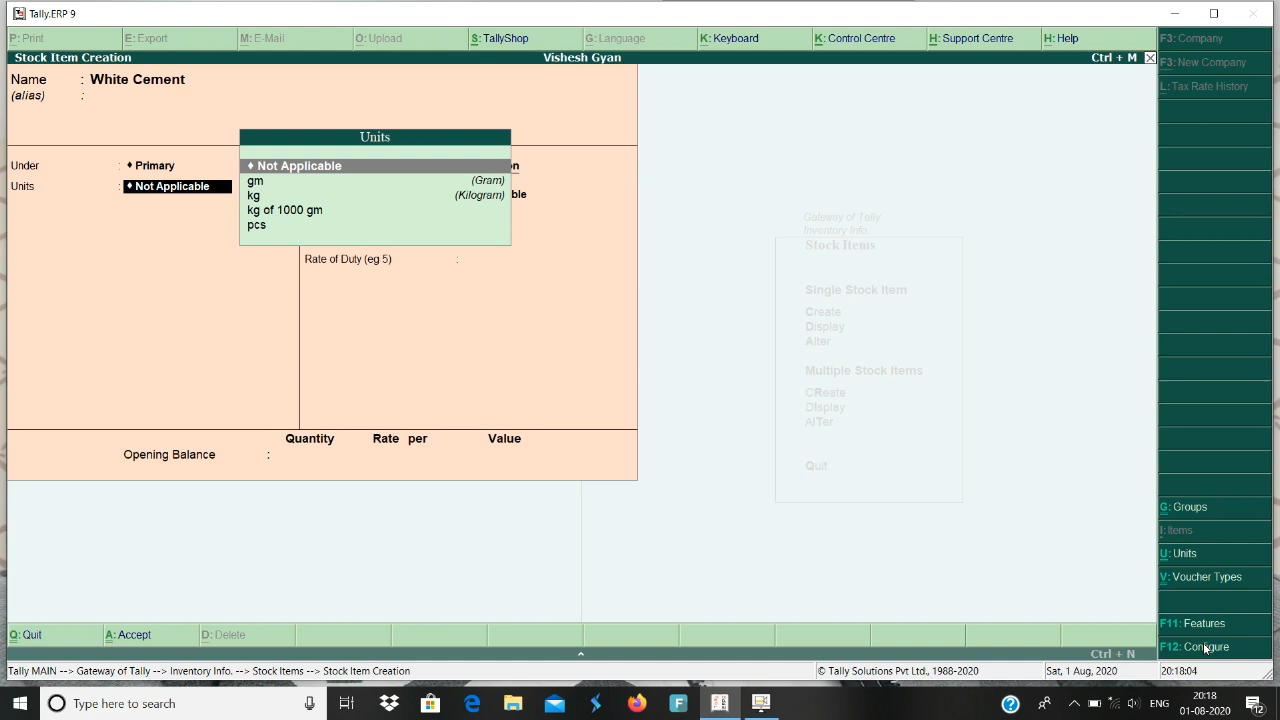 Tally.ERP 9
P: Print E: Export M: E-Mail O: Upload S: TallyShop G: Language K: Keyboard K: Control Centre H: Support Centre H: Help
Stock Item Creation Vishesh Gyan Ctrl + M
Name : White Cement
(alias) :
Units
Under : ♦ Primary
Units : ♦ Not Applicable
♦ Not Applicable
gm (Gram)
kg (Kilogram)
kg of 1000 gm
pcs
on
ble
Rate of Duty (eg 5) :
Quantity Rate per Value
Opening Balance :
Gateway of Tally
Inventory Info.
Stock Items
Single Stock Item
Create
Display
Alter
Multiple Stock Items
CReate
DIsplay
AlTer
Quit
F3: Company
F3: New Company
L: Tax Rate History
G: Groups
I: Items
U: Units
V: Voucher Types
F11: Features
F12: Configure
Q: Quit A: Accept D: Delete
Ctrl + N
Tally MAIN --> Gateway of Tally --> Inventory Info. --> Stock Items --> Stock Item Creation © Tally Solutions Pvt Ltd., 1988-2020 Sat, 1 Aug, 2020 20:18:04
Type here to search ENG 20:18
01-08-2020